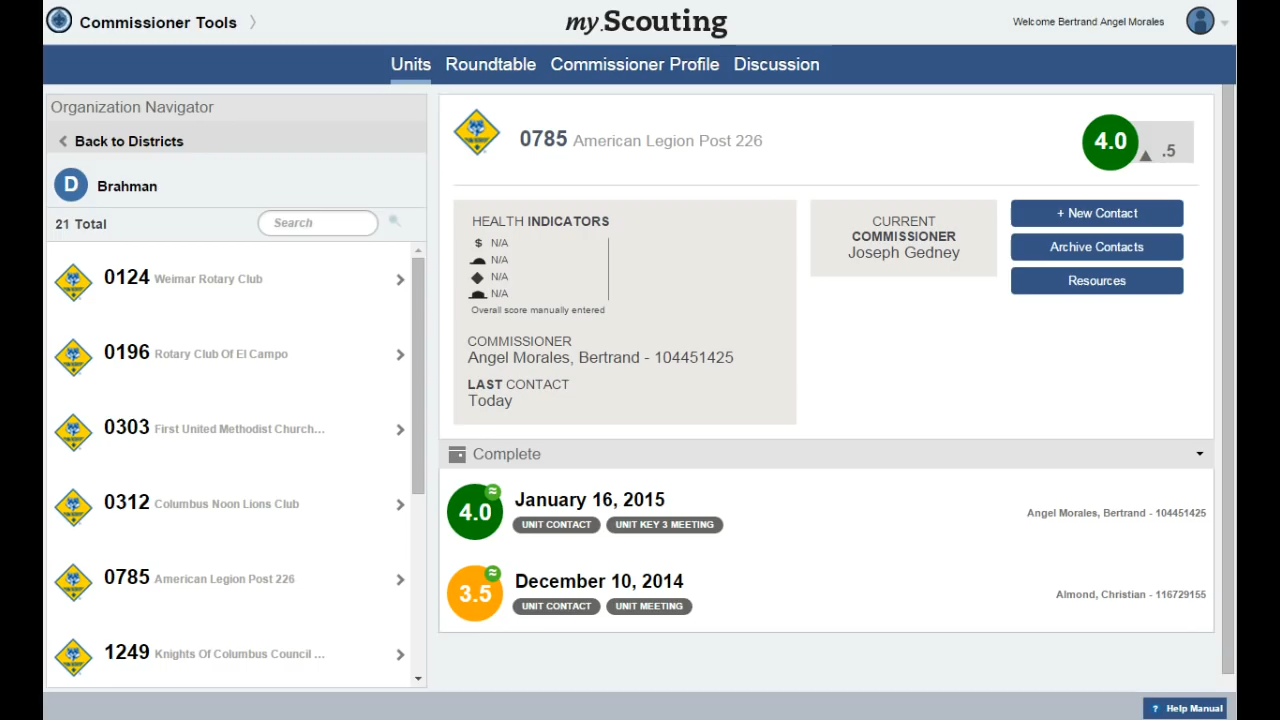 Commissioner Tools
my.Scouting
Welcome Bertrand Angel Morales
Units Roundtable Commissioner Profile Discussion
Organization Navigator
Back to Districts
D Brahman
21 Total
Search
0124 Weimar Rotary Club
0196 Rotary Club Of El Campo
0303 First United Methodist Church...
0312 Columbus Noon Lions Club
0785 American Legion Post 226
1249 Knights Of Columbus Council ...
0785 American Legion Post 226
4.0 .5
HEALTH INDICATORS
$ N/A
N/A
N/A
N/A
Overall score manually entered
COMMISSIONER
Angel Morales, Bertrand - 104451425
LAST CONTACT
Today
CURRENT
COMMISSIONER
Joseph Gedney
+ New Contact
Archive Contacts
Resources
Complete
4.0 January 16, 2015
UNIT CONTACT UNIT KEY 3 MEETING
Angel Morales, Bertrand - 104451425
3.5 December 10, 2014
UNIT CONTACT UNIT MEETING
Almond, Christian - 116729155
? Help Manual